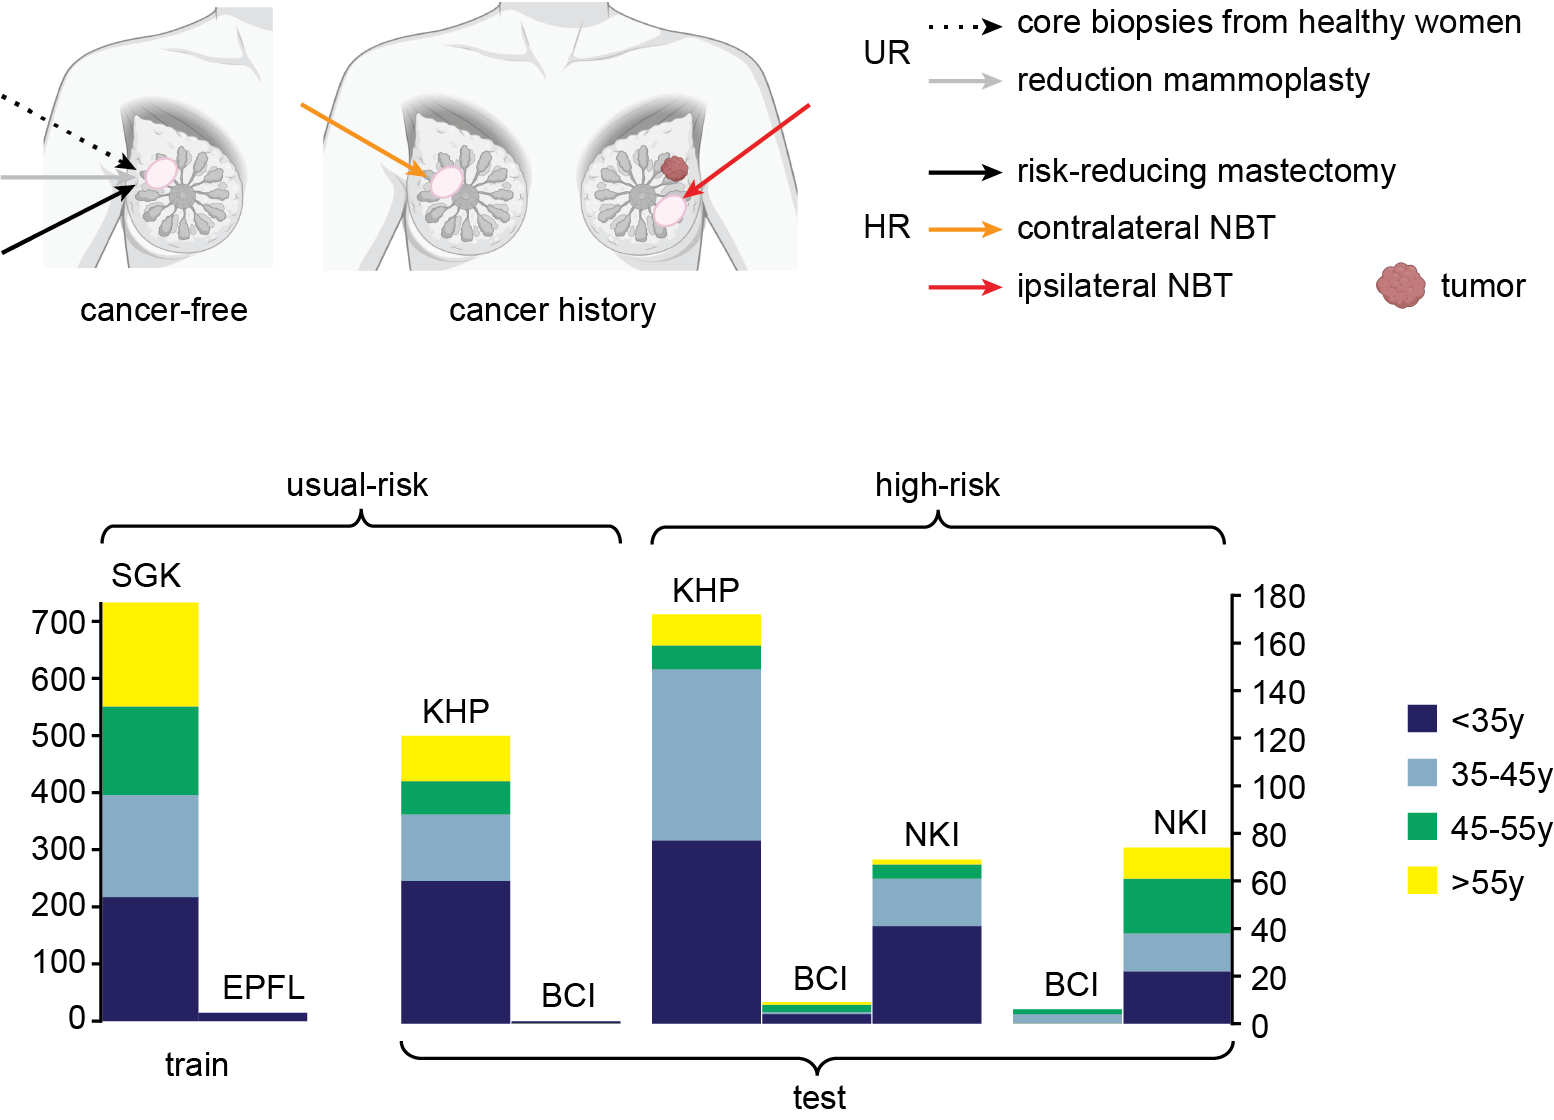 core biopsies from healthy women
UR
reduction mammoplasty
risk-reducing mastectomy
HR
contralateral NBT
ipsilateral NBT
tumor
cancer-free
cancer history
usual-risk
high-risk
SGK
KHP
KHP
NKI
NKI
EPFL
BCI
BCI
BCI
700
600
500
400
300
200
100
0
180
160
140
120
100
80
60
40
20
0
<35y
35-45y
45-55y
>55y
train
test